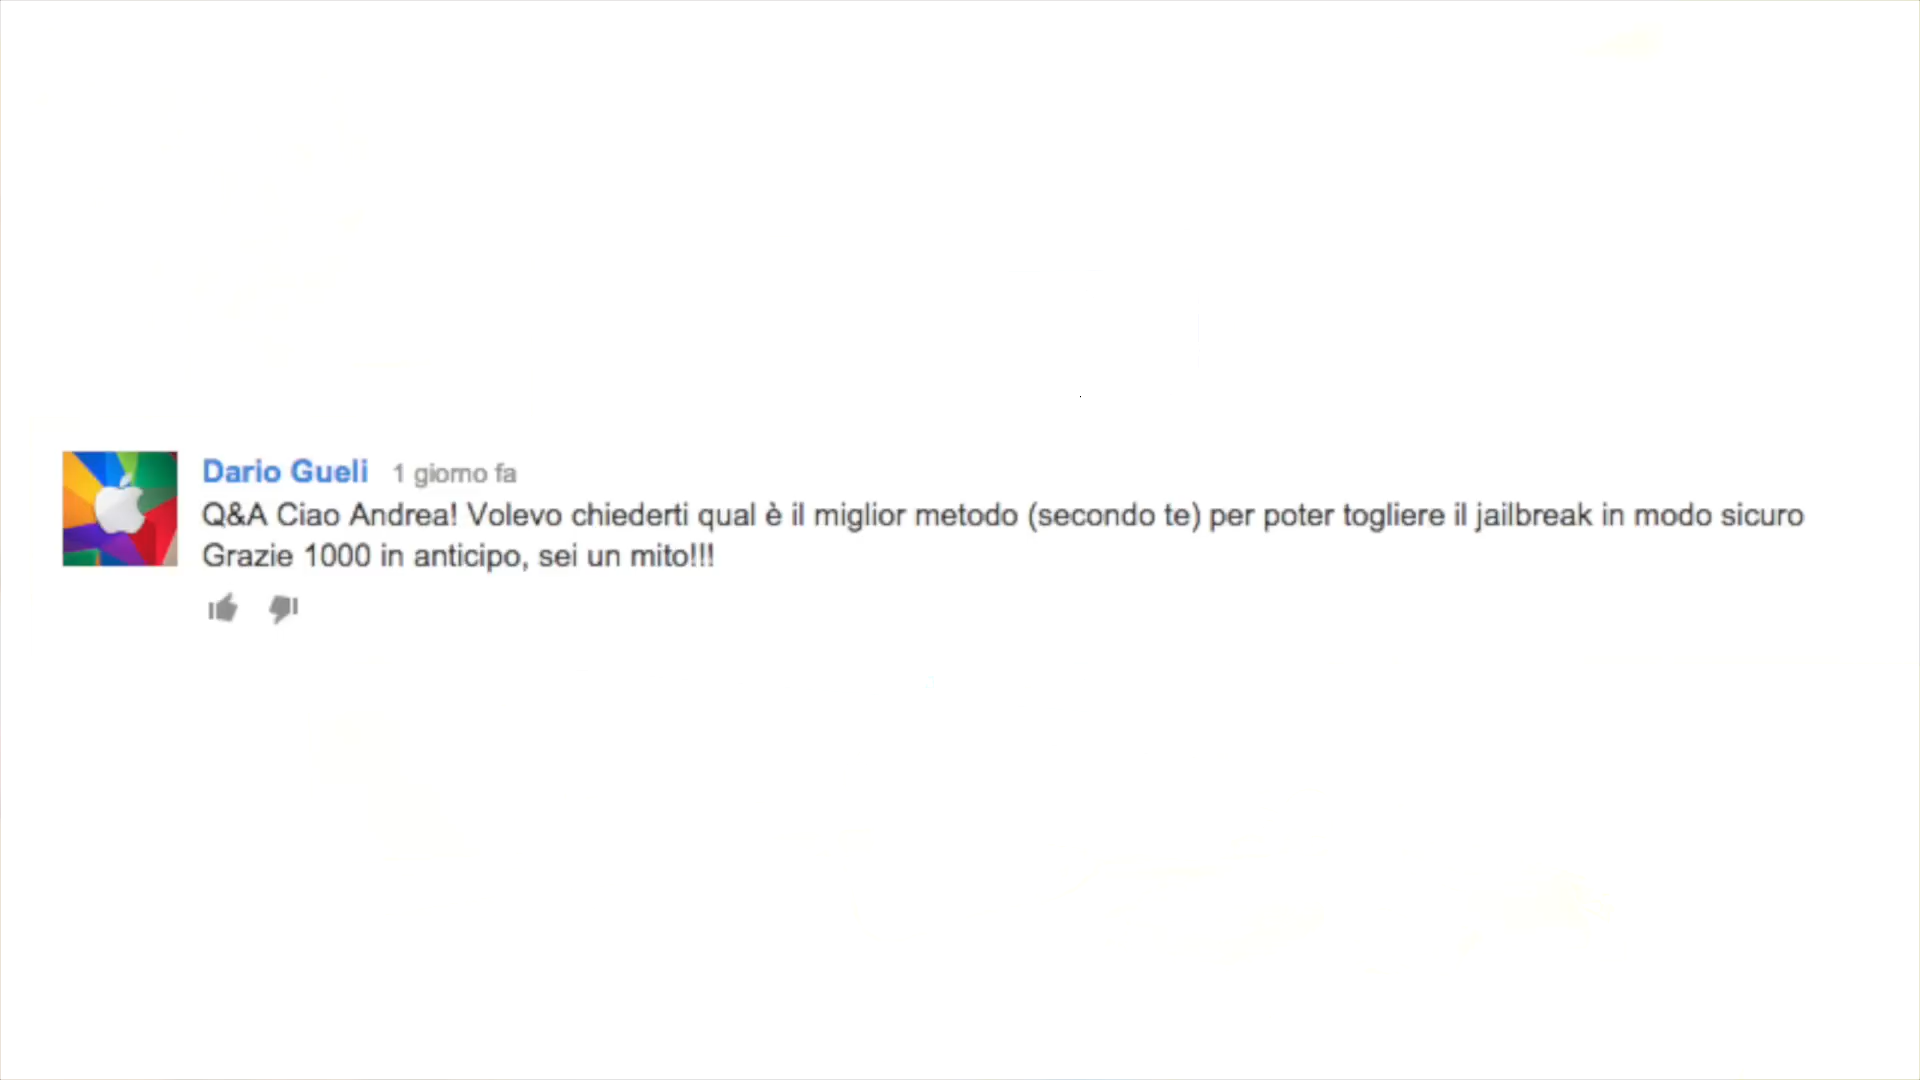 Dario Gueli 1 giorno fa
Q&A Ciao Andrea! Volevo chiederti qual è il miglior metodo (secondo te) per poter togliere il jailbreak in modo sicuro
Grazie 1000 in anticipo, sei un mito!!!